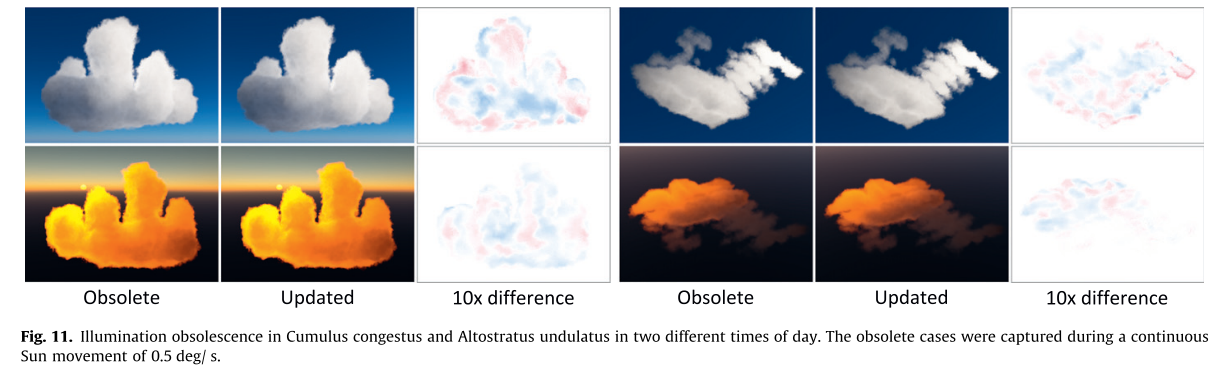 Obsolete Updated 10x difference Obsolete Updated 10x difference
Fig. 11. Illumination obsolescence in Cumulus congestus and Altostratus undulatus in two different times of day. The obsolete cases were captured during a continuous
Sun movement of 0.5 deg/ s.